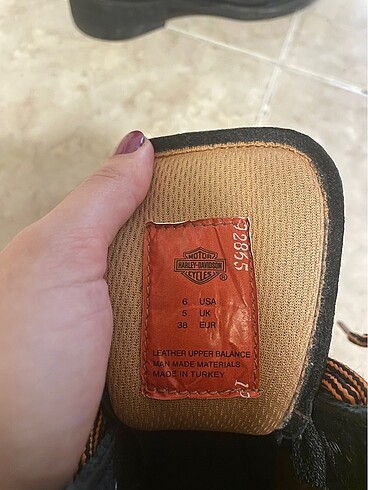 MOTOR
HARLEY-DAVIDSON
CYCLES
®
6 USA
5 UK
38 EUR
LEATHER UPPER BALANCE
MAN MADE MATERIALS
MADE IN TURKEY
92865